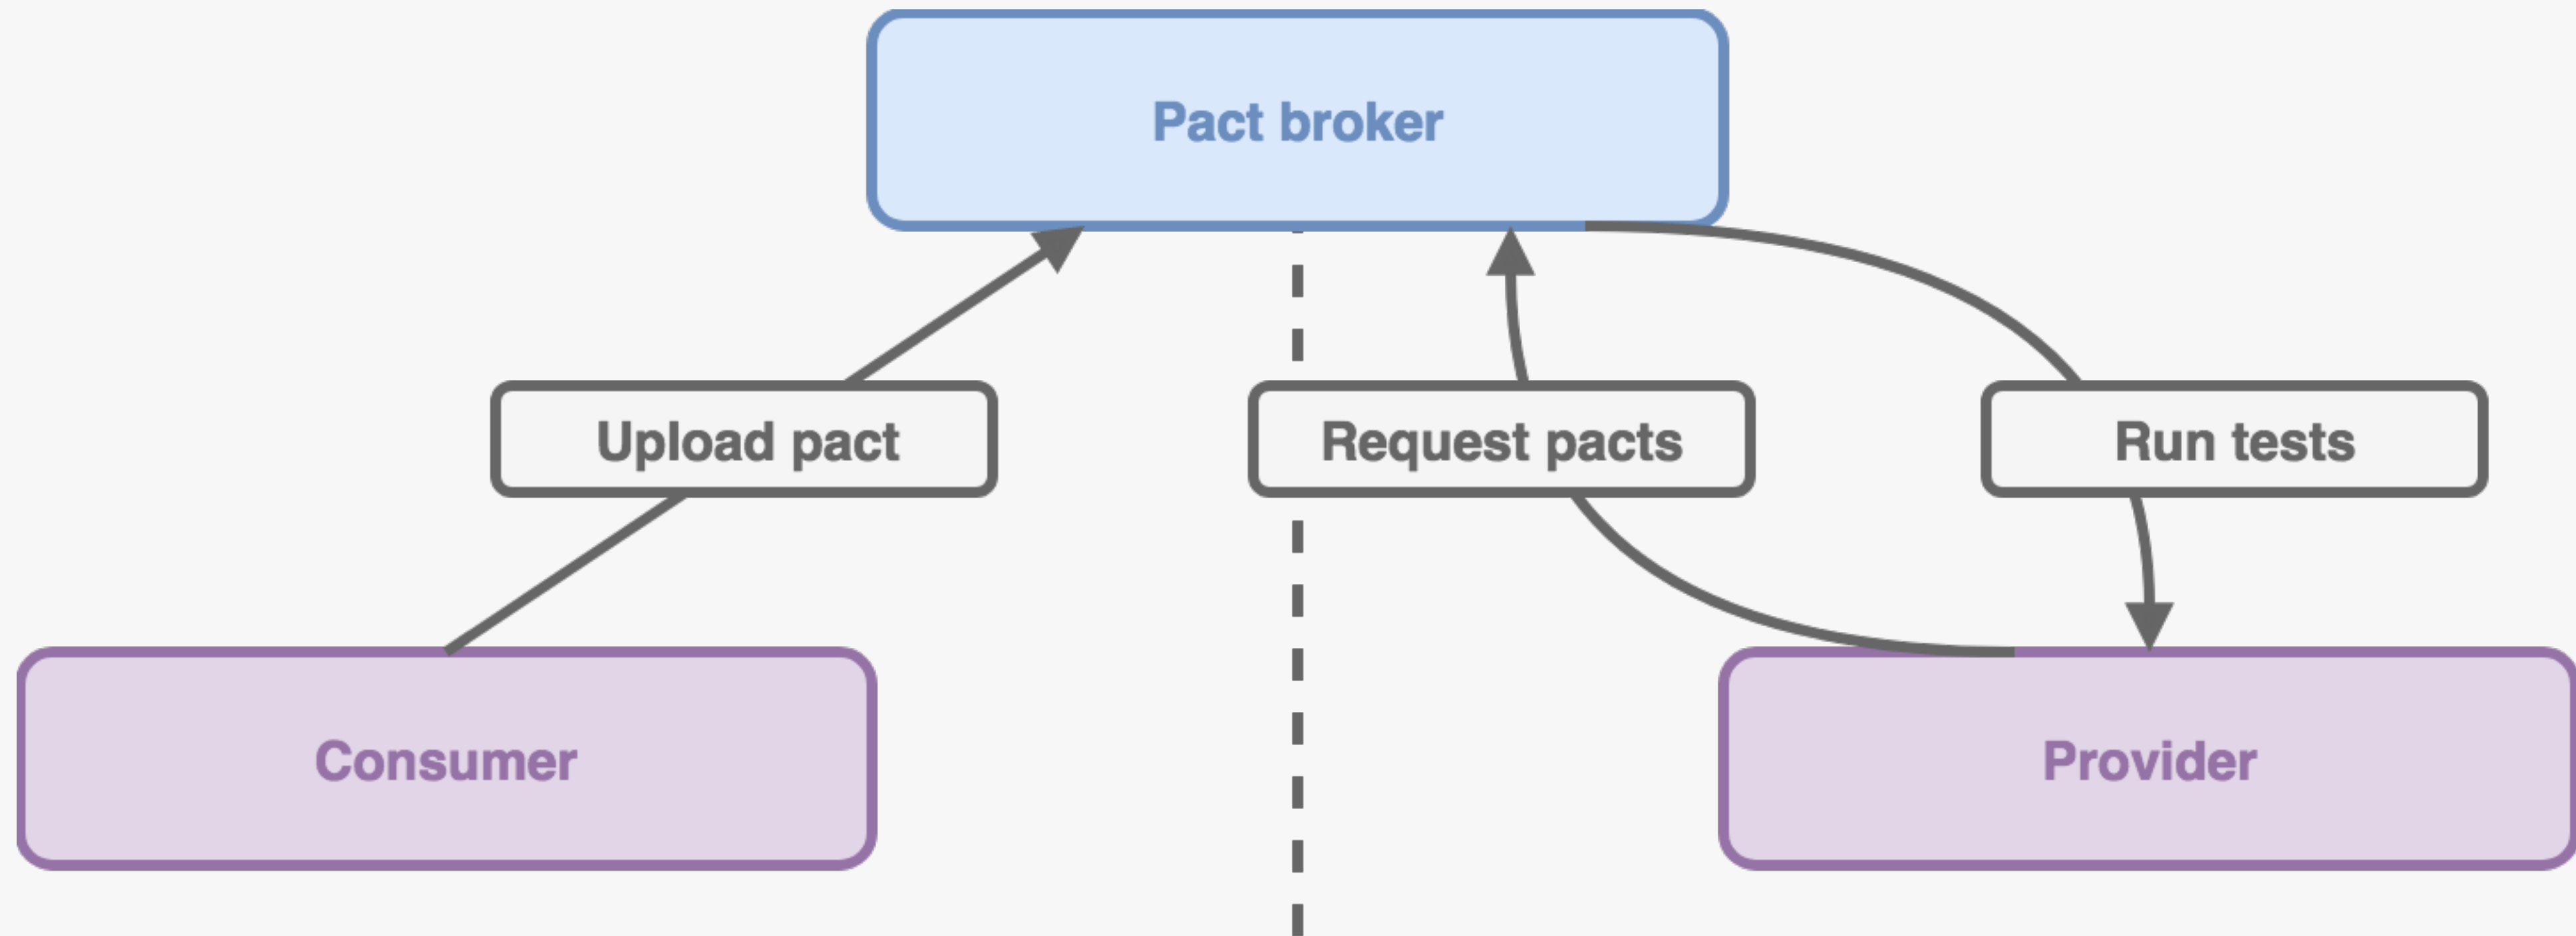 Pact broker
Upload pact
Request pacts
Run tests
Consumer
Provider